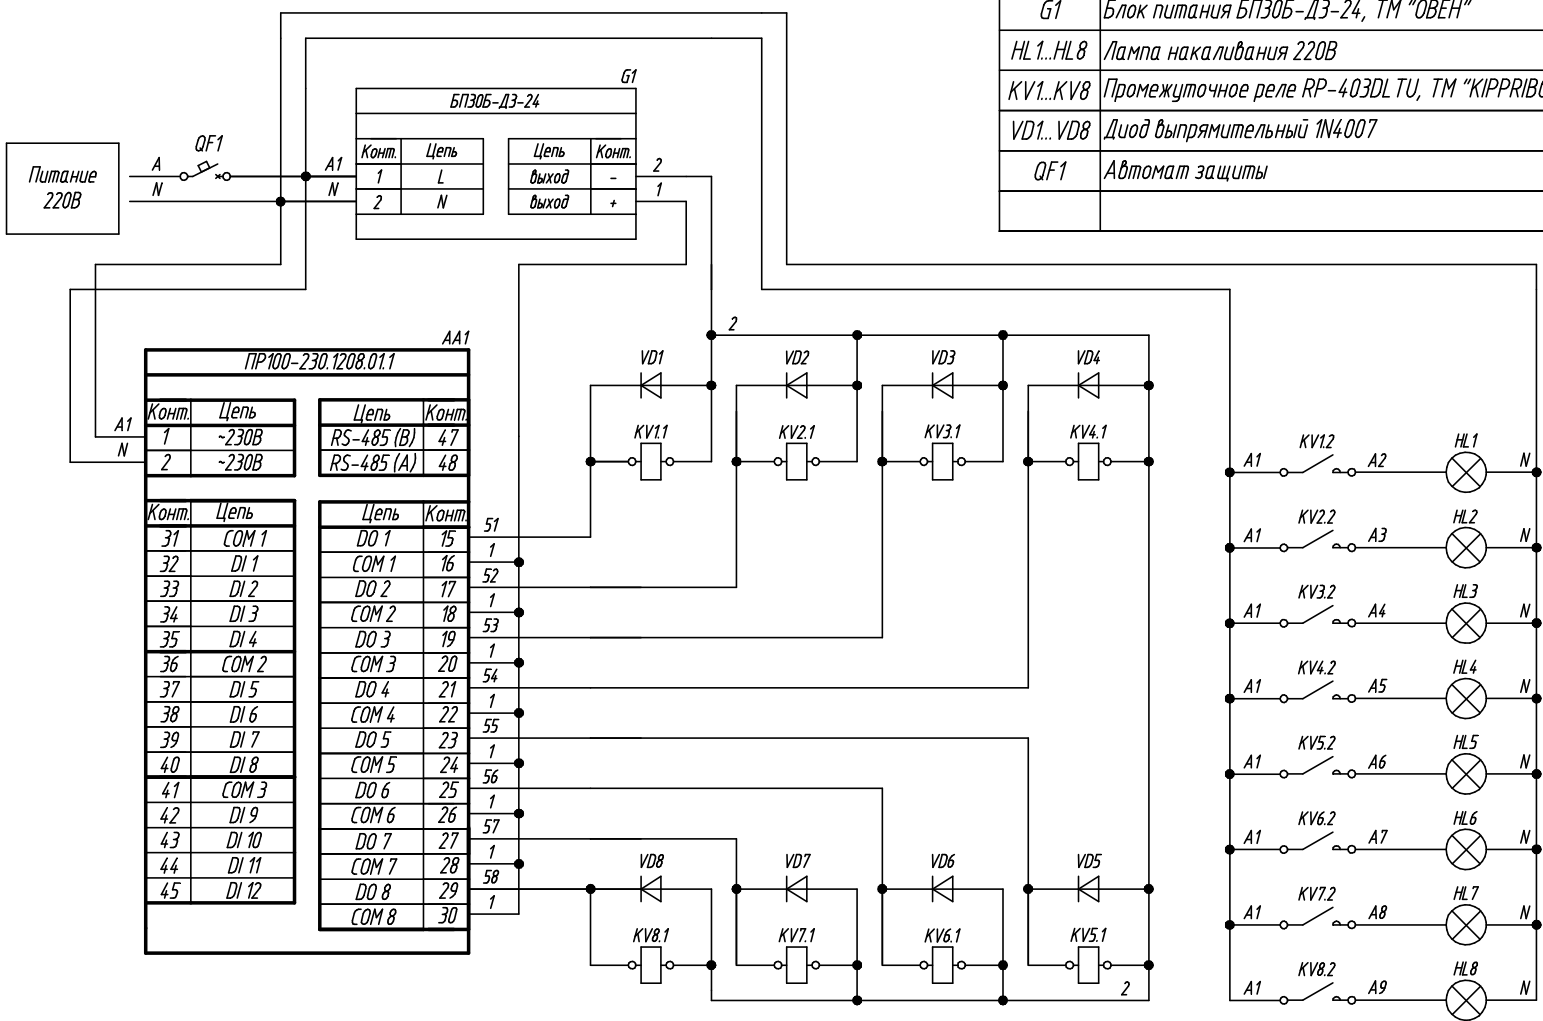 G1 Блок питания БП30Б-Д3-24, ТМ "ОВЕН"
HL1...HL8 Лампа накаливания 220В
KV1...KV8 Промежуточное реле RP-403DLTU, ТМ "KIPPRIB
VD1...VD8 Диод выпрямительный 1N4007
QF1 Автомат защиты
Питание
220В
A
N
QF1
A1
N
G1
БП30Б-Д3-24
Конт. Цепь
1 L
2 N
Цепь Конт.
выход -
выход +
2
1
AA1
ПР100-230.1208.01.1
A1
N
Конт. Цепь
1 ~230В
2 ~230В
Цепь Конт.
RS-485 (B) 47
RS-485 (A) 48
Конт. Цепь
31 COM 1
32 DI 1
33 DI 2
34 DI 3
35 DI 4
36 COM 2
37 DI 5
38 DI 6
39 DI 7
40 DI 8
41 COM 3
42 DI 9
43 DI 10
44 DI 11
45 DI 12
Цепь Конт.
DO 1 15 51
COM 1 16 1
DO 2 17 52
COM 2 18 1
DO 3 19 53
COM 3 20 1
DO 4 21 54
COM 4 22 1
DO 5 23 55
COM 5 24 1
DO 6 25 56
COM 6 26 1
DO 7 27 57
COM 7 28 1
DO 8 29 58
COM 8 30 1
2
VD1 VD2 VD3 VD4
KV1.1 KV2.1 KV3.1 KV4.1
VD8 VD7 VD6 VD5
KV8.1 KV7.1 KV6.1 KV5.1
2
KV1.2 HL1
A1 A2 N
KV2.2 HL2
A1 A3 N
KV3.2 HL3
A1 A4 N
KV4.2 HL4
A1 A5 N
KV5.2 HL5
A1 A6 N
KV6.2 HL6
A1 A7 N
KV7.2 HL7
A1 A8 N
KV8.2 HL8
A1 A9 N